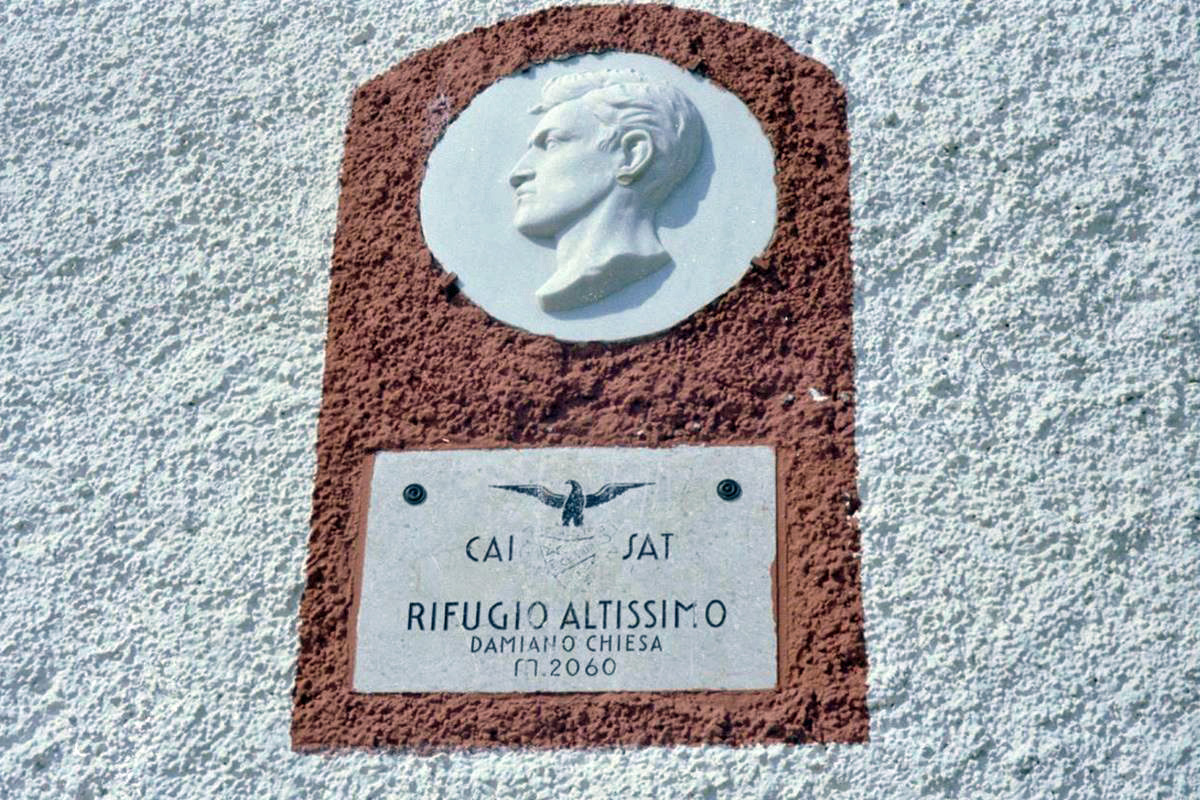 CAI SAT
RIFUGIO ALTISSIMO
DAMIANO CHIESA
M.2060